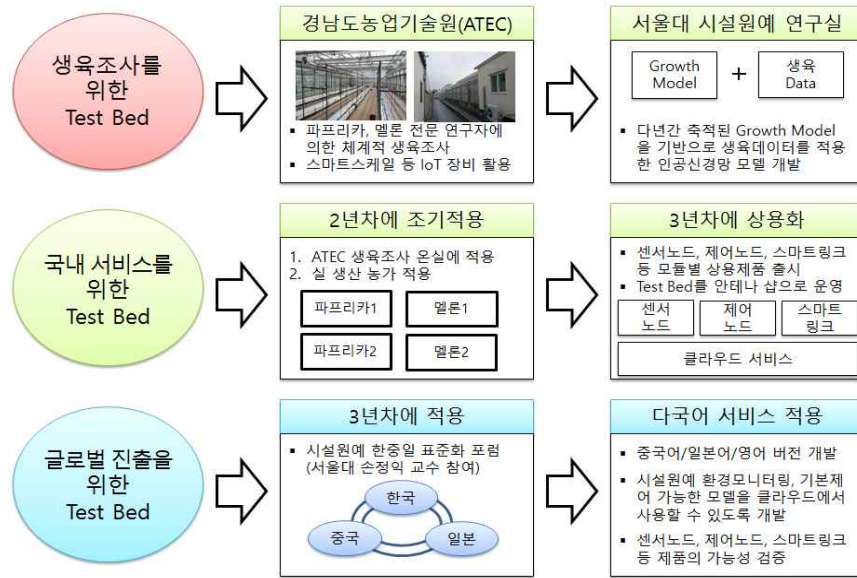 생육조사를
위한
Test Bed
경남도농업기술원(ATEC)
▪ 파프리카, 멜론 전문 연구자에
의한 체계적 생육조사
▪ 스마트스케일 등 IoT 장비 활용
서울대 시설원예 연구실
Growth
Model
+
생육
Data
▪ 다년간 축적된 Growth Model
을 기반으로 생육데이터를 적용
한 인공신경망 모델 개발
국내 서비스를
위한
Test Bed
2년차에 조기적용
1. ATEC 생육조사 온실에 적용
2. 실 생산 농가 적용
파프리카1
멜론1
파프리카2
멜론2
3년차에 상용화
▪ 센서노드, 제어노드, 스마트링크
등 모듈별 상용제품 출시
▪ Test Bed를 안테나 샵으로 운영
센서
노드
제어
노드
스마트
링크
클라우드 서비스
글로벌 진출을
위한
Test Bed
3년차에 적용
▪ 시설원예 한중일 표준화 포럼
(서울대 손정익 교수 참여)
한국
중국
일본
다국어 서비스 적용
▪ 중국어/일본어/영어 버전 개발
▪ 시설원예 환경모니터링, 기본제
어 가능한 모델을 클라우드에서
사용할 수 있도록 개발
▪ 센서노드, 제어노드, 스마트링크
등 제품의 가능성 검증